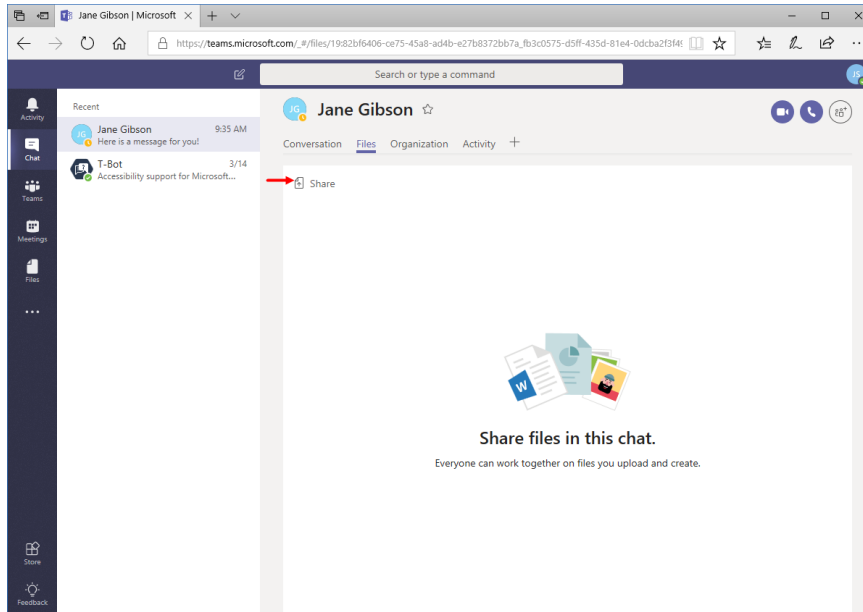 Jane Gibson | Microsoft
https://teams.microsoft.com/_#/files/19:82bf6406-ce75-45a8-ad4b-e27b8372bb7a_fb3c0575-d5ff-435d-81e4-0dcba2f3f49
Search or type a command
JS
Activity
Chat
Teams
Meetings
Files
Store
Feedback
Recent
JG
Jane Gibson 9:35 AM
Here is a message for you!
T-Bot 3/14
Accessibility support for Microsoft...
JG Jane Gibson
Conversation Files Organization Activity
Share
W
Share files in this chat.
Everyone can work together on files you upload and create.